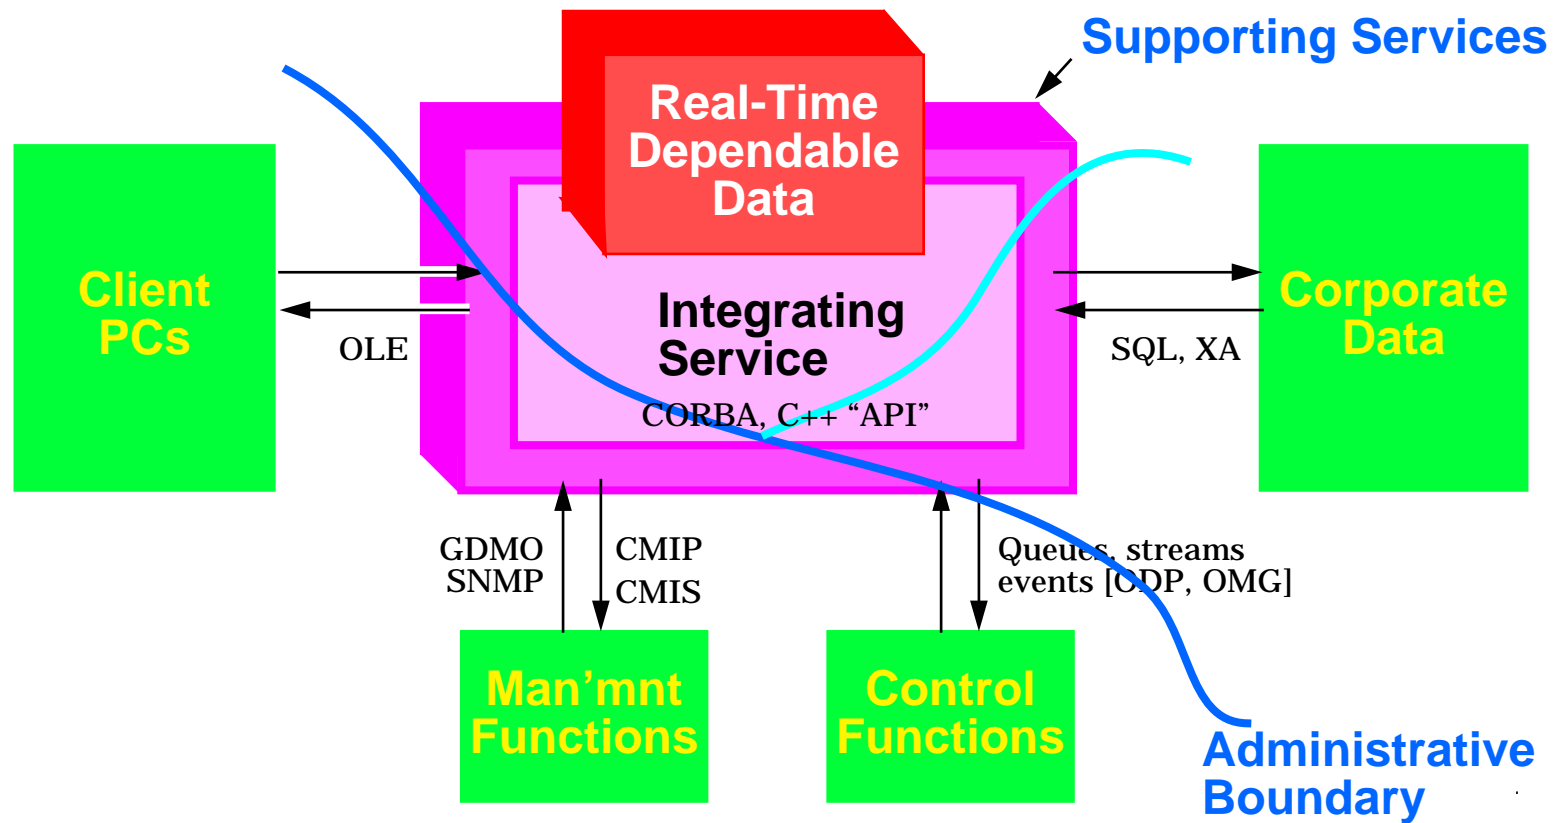 Supporting Services
Real-Time
Dependable
Data
Client
PCs
OLE
Integrating
Service
CORBA, C++ “API”
SQL, XA
Corporate
Data
GDMO
SNMP
CMIP
CMIS
Queues, streams
events [ODP, OMG]
Man’mnt
Functions
Control
Functions
Administrative
Boundary